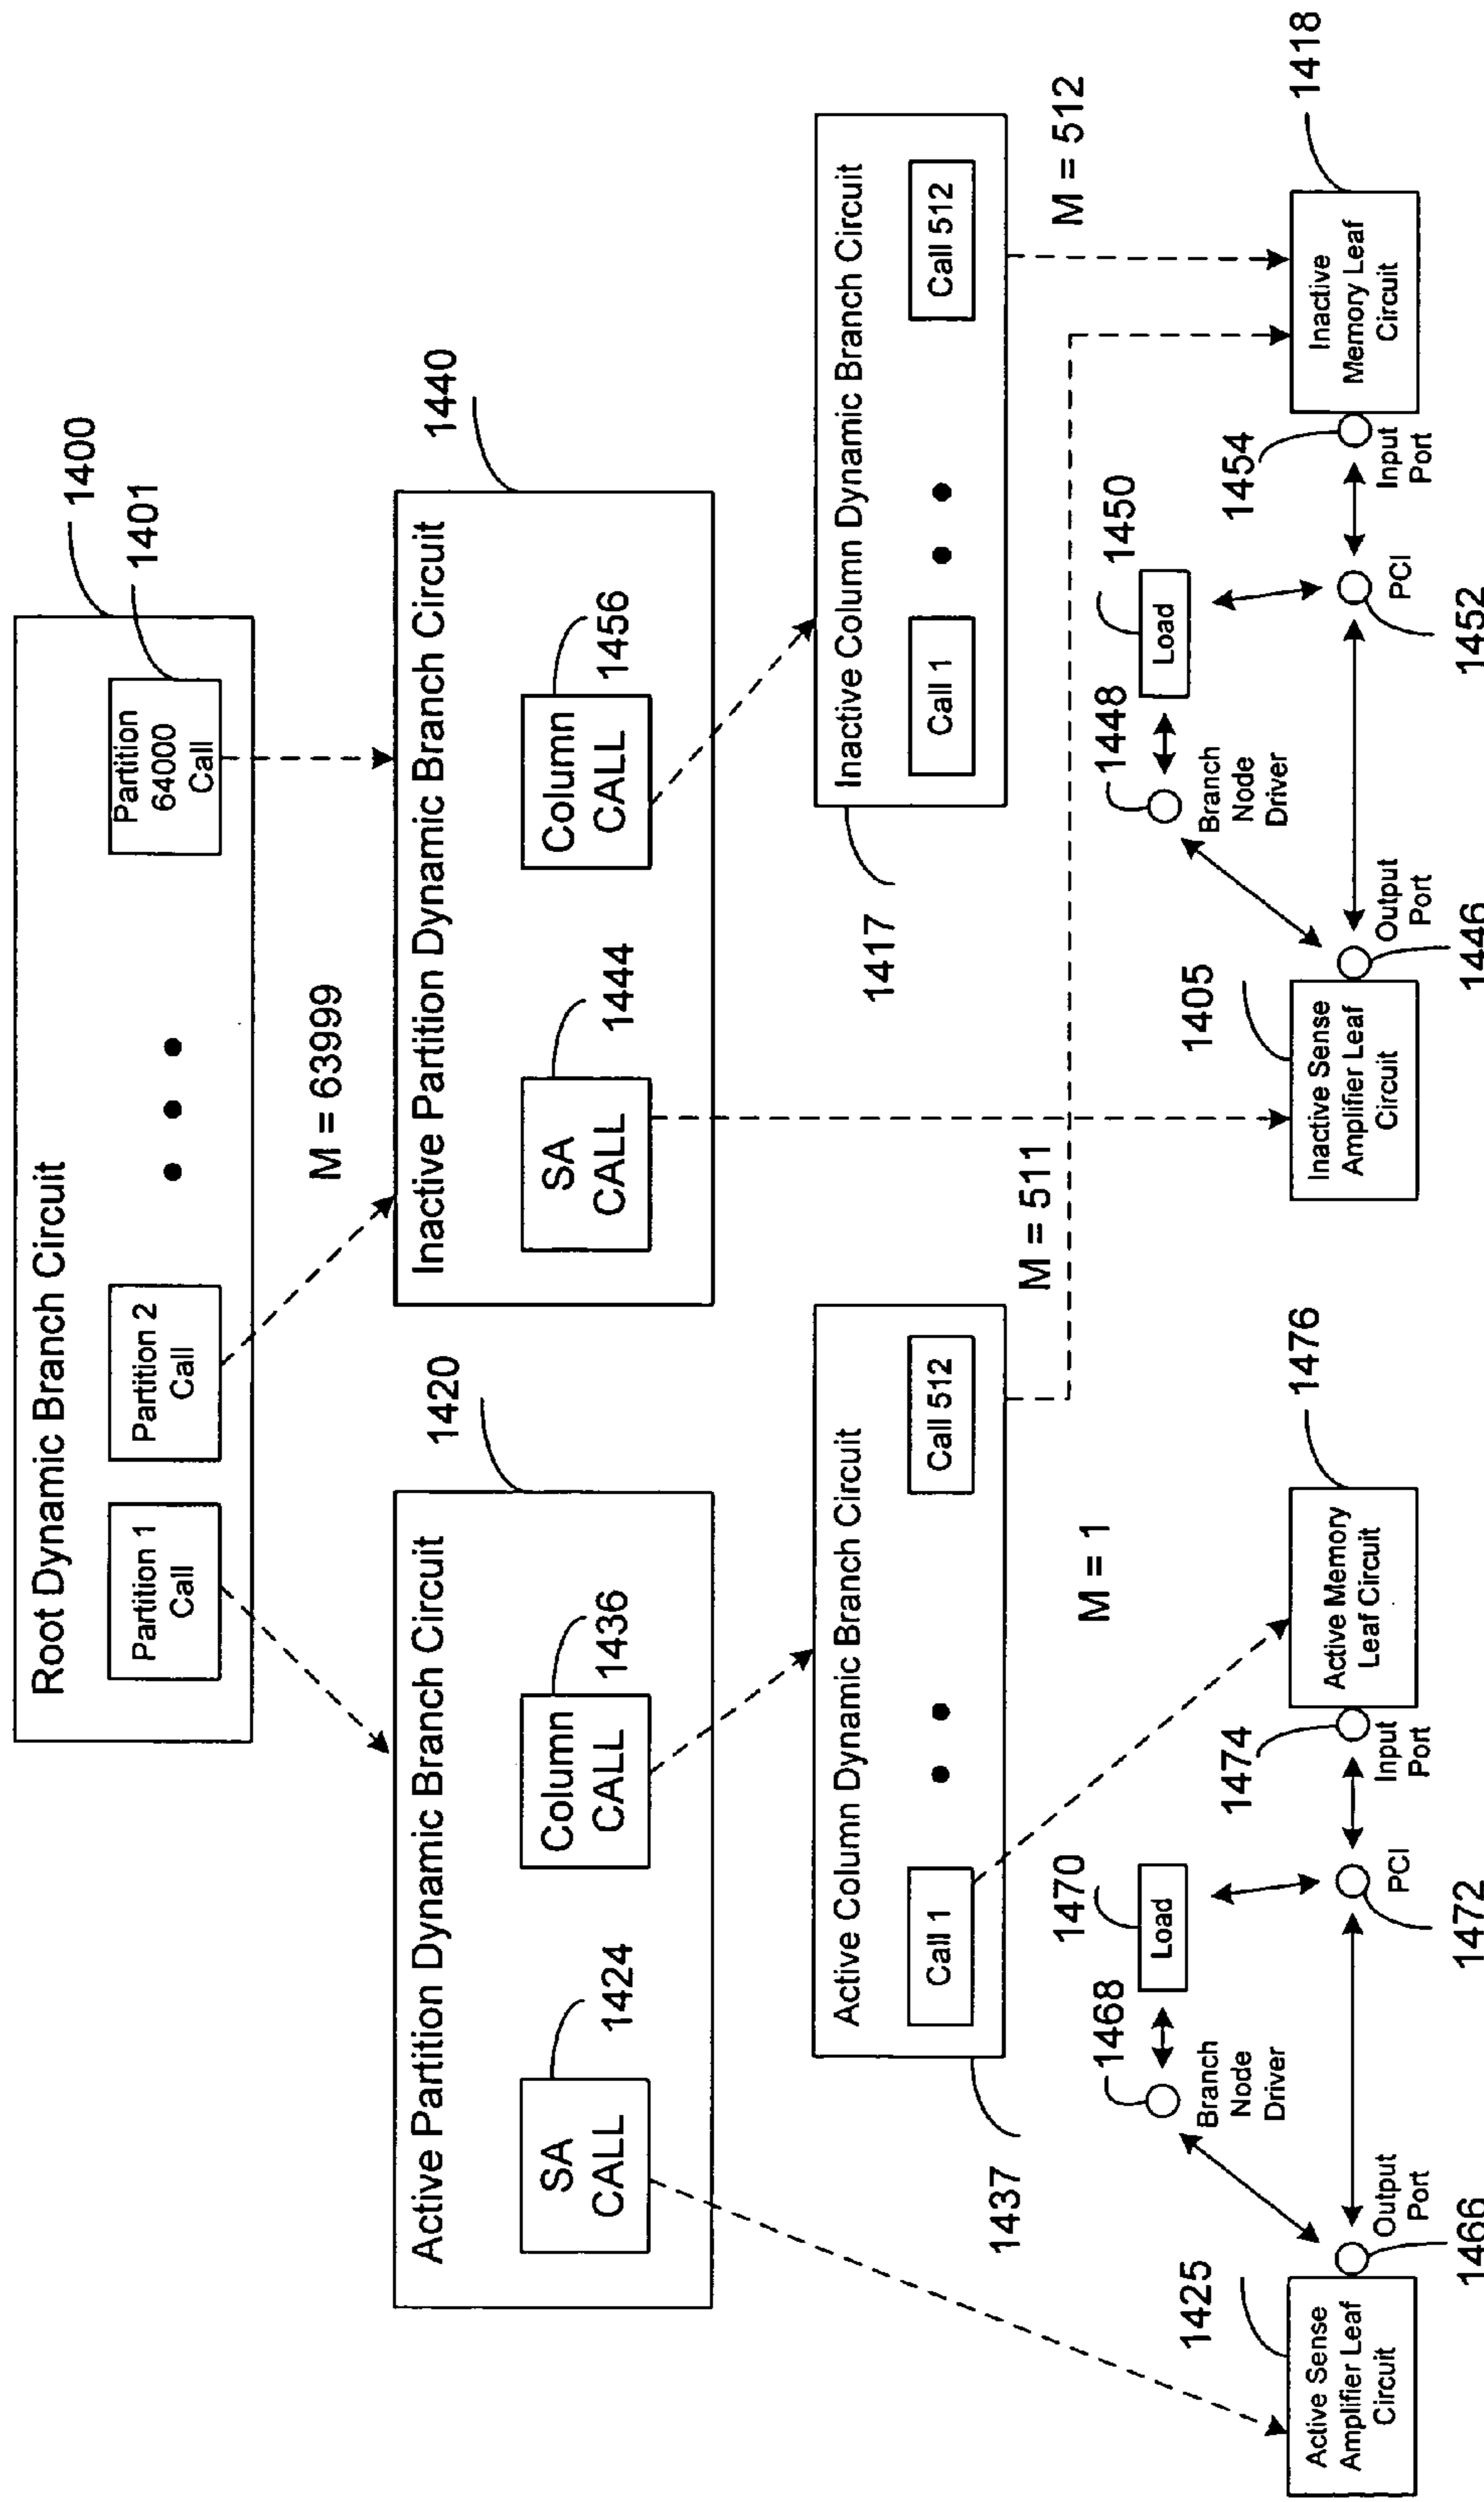 Root Dynamic Branch Circuit
1400
1401
Partition 1
Call
Partition 2
Call
Partition
64000
Call
M = 63999
1420
Active Partition Dynamic Branch Circuit
SA
CALL
1424
Column
CALL
1436
1440
Inactive Partition Dynamic Branch Circuit
SA
CALL
1444
Column
CALL
1456
Active Column Dynamic Branch Circuit
Call 1
Call 512
1437
Inactive Column Dynamic Branch Circuit
Call 1
Call 512
1417
M = 1
M = 511
M = 512
1425
Active Sense
Amplifier Leaf
Circuit
Output
Port
1466
1468
Branch
Node
Driver
1470
Load
PCI
1472
1474
Input
Port
Active Memory
Leaf Circuit
1476
1405
Inactive Sense
Amplifier Leaf
Circuit
Output
Port
1446
1448
Branch
Node
Driver
1450
Load
PCI
1452
1454
Input
Port
Inactive
Memory Leaf
Circuit
1418